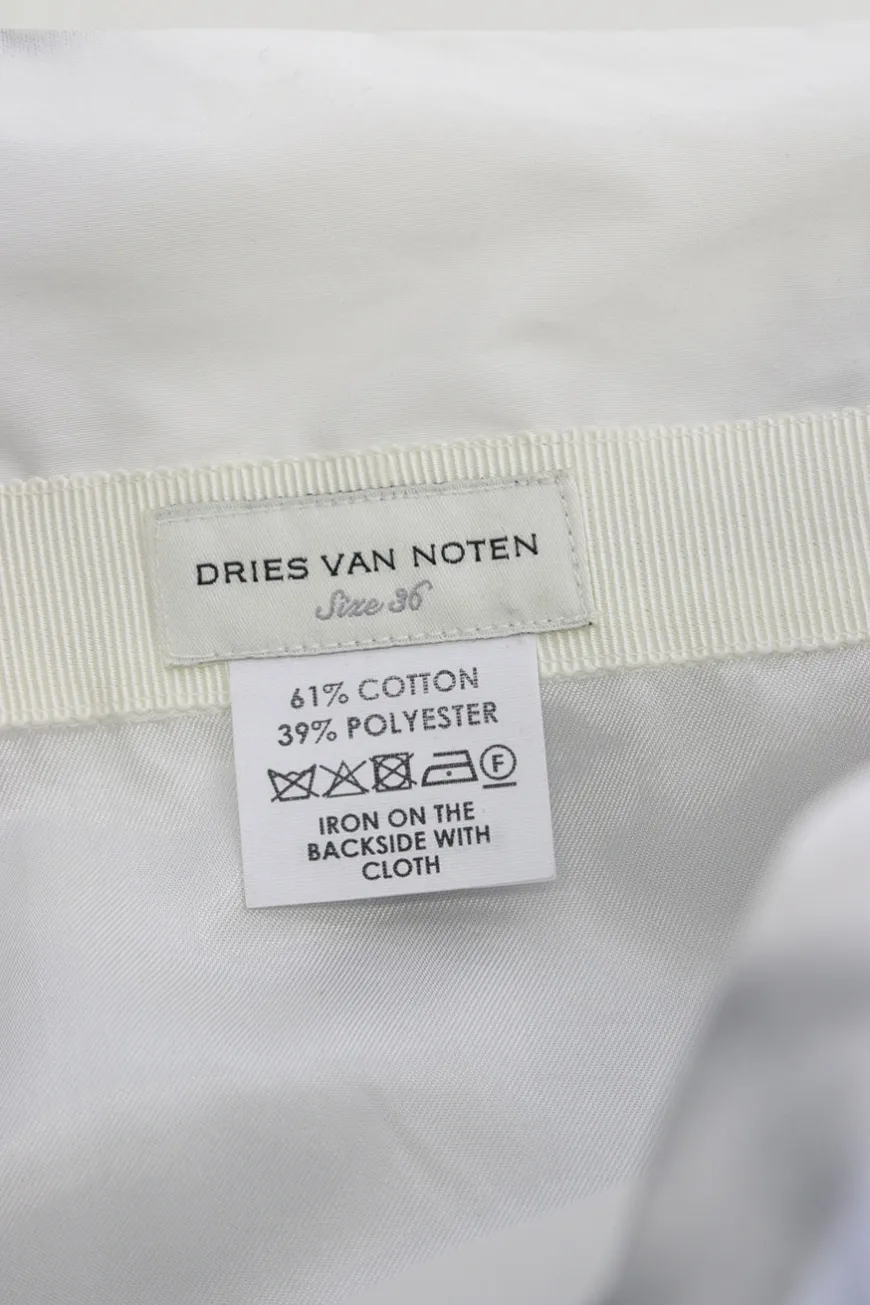 DRIES VAN NOTEN
Size 36
61% COTTON
39% POLYESTER
F
IRON ON THE
BACKSIDE WITH
CLOTH